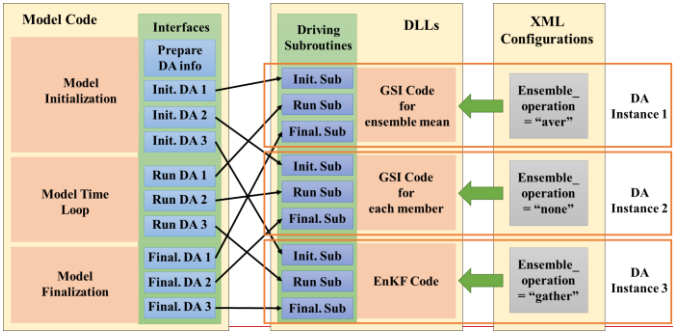 Model Code
Interfaces
Model
Initialization
Prepare
DA info
Init. DA 1
Init. DA 2
Init. DA 3
Model Time
Loop
Run DA 1
Run DA 2
Run DA 3
Model
Finalization
Final. DA 1
Final. DA 2
Final. DA 3
Driving
Subroutines
DLLs
Init. Sub
Run Sub
Final. Sub
GSI Code
for
ensemble mean
Init. Sub
Run Sub
Final. Sub
GSI Code
for
each member
Init. Sub
Run Sub
Final. Sub
EnKF Code
XML
Configurations
Ensemble_
operation
= “aver”
DA
Instance 1
Ensemble_
operation
= “none”
DA
Instance 2
Ensemble_
operation
= “gather”
DA
Instance 3